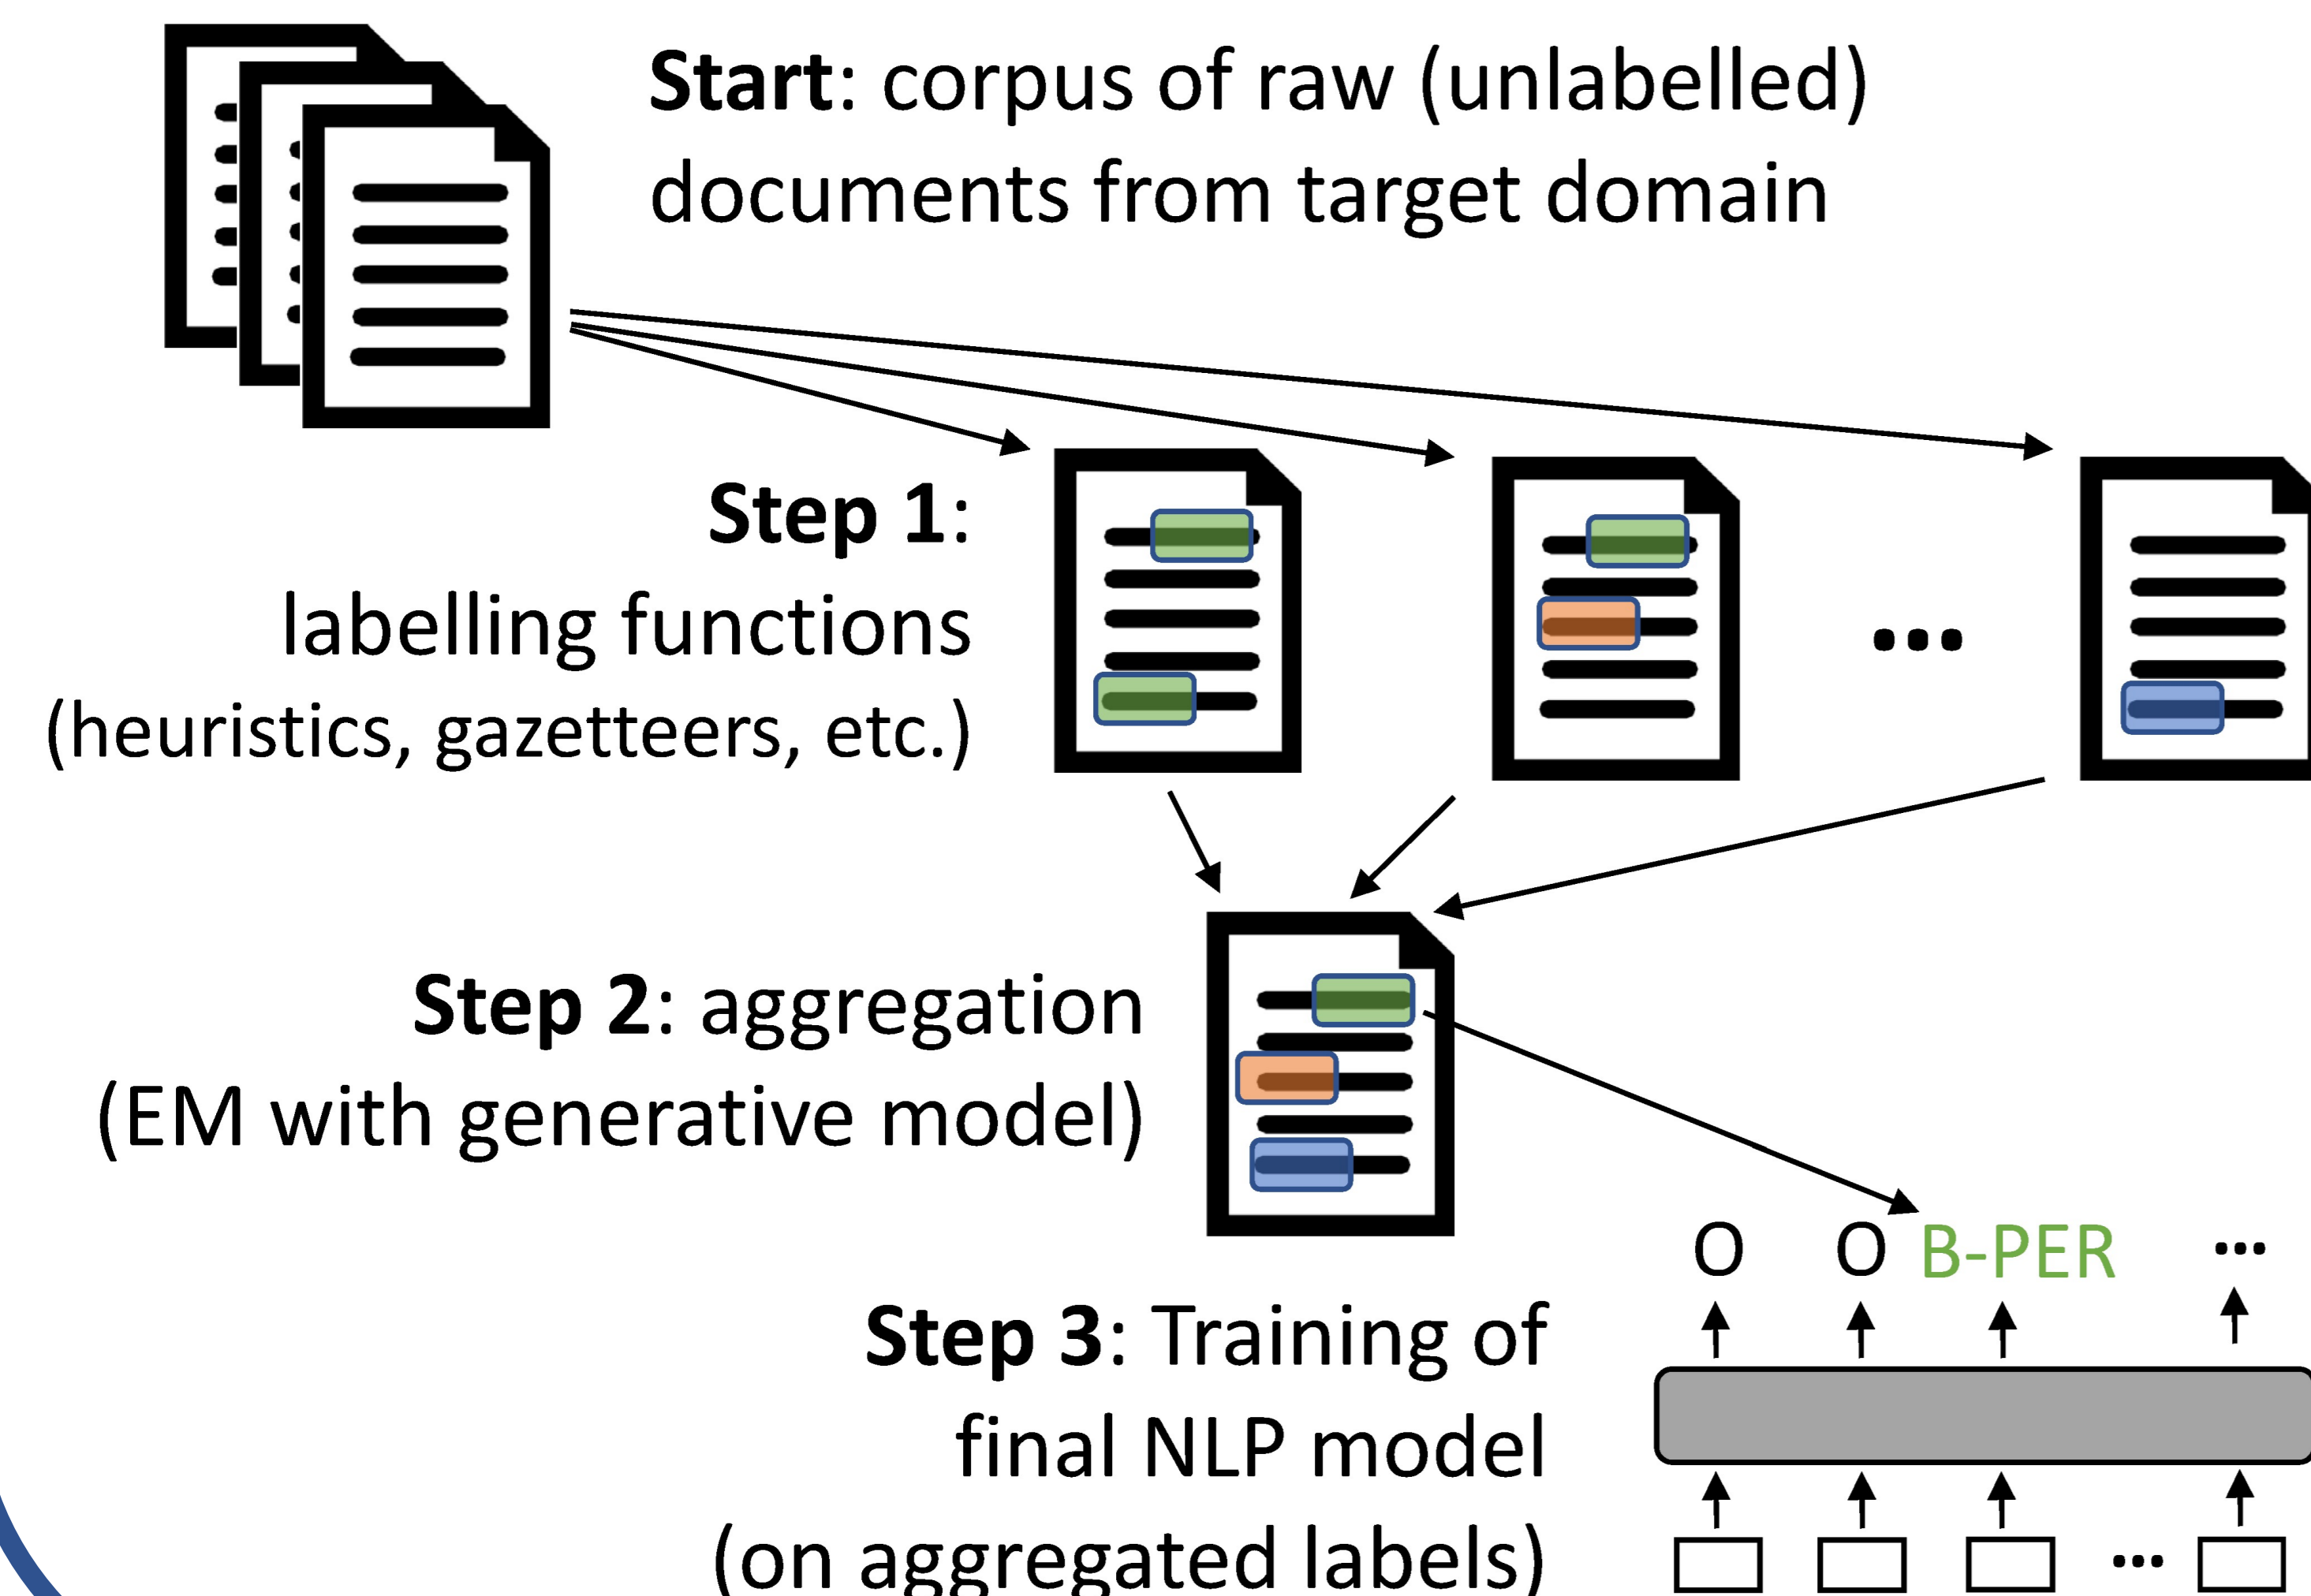 Start: corpus of raw (unlabelled)
documents from target domain
Step 1:
labelling functions
(heuristics, gazetteers, etc.)
...
Step 2: aggregation
(EM with generative model)
O O B-PER ...
Step 3: Training of
final NLP model
(on aggregated labels)
...